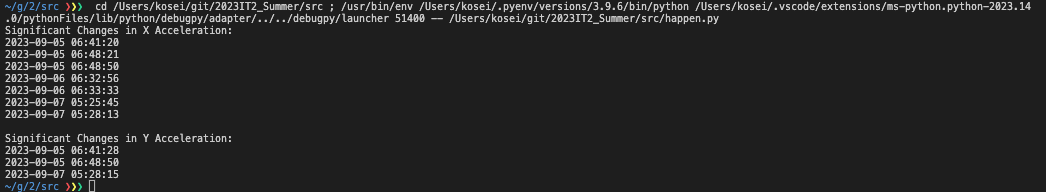 ~/g/2/src ❯❯❯ cd /Users/kosei/git/2023IT2_Summer/src ; /usr/bin/env /Users/kosei/.pyenv/versions/3.9.6/bin/python /Users/kosei/.vscode/extensions/ms-python.python-2023.14
.0/pythonFiles/lib/python/debugpy/adapter/../../debugpy/launcher 51400 -- /Users/kosei/git/2023IT2_Summer/src/happen.py
Significant Changes in X Acceleration:
2023-09-05 06:41:20
2023-09-05 06:48:21
2023-09-05 06:48:50
2023-09-06 06:32:56
2023-09-06 06:33:33
2023-09-07 05:25:45
2023-09-07 05:28:13
Significant Changes in Y Acceleration:
2023-09-05 06:41:28
2023-09-05 06:48:50
2023-09-07 05:28:15
~/g/2/src ❯❯❯